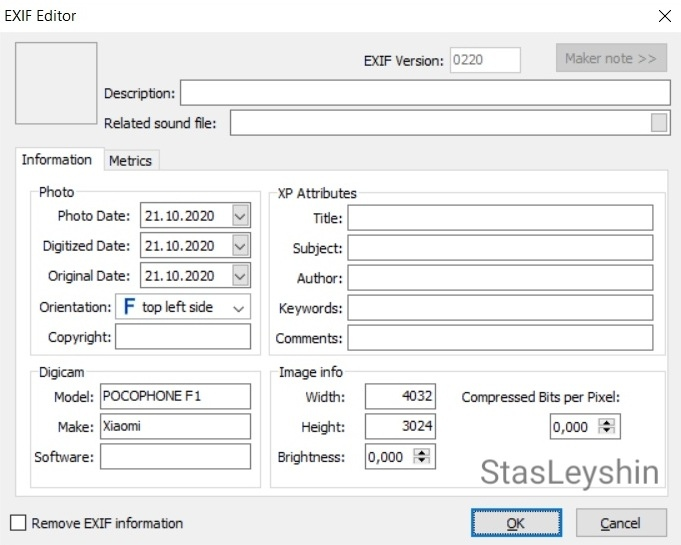 EXIF Editor
EXIF Version: 0220 Maker note >>
Description:
Related sound file:
Information Metrics
Photo
Photo Date: 21.10.2020
Digitized Date: 21.10.2020
Original Date: 21.10.2020
Orientation: F top left side
Copyright:
XP Attributes
Title:
Subject:
Author:
Keywords:
Comments:
Digicam
Model: POCOPHONE F1
Make: Xiaomi
Software:
Image info
Width: 4032
Height: 3024
Brightness: 0,000
Compressed Bits per Pixel:
0,000
StasLeyshin
Remove EXIF information
OK Cancel